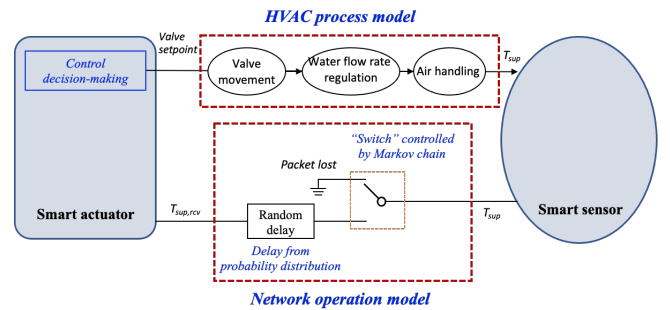 HVAC process model
Valve
setpoint
Control
decision-making
Valve
movement
Water flow rate
regulation
Air handling
Tsup
"Switch" controlled
by Markov chain
Packet lost
Smart actuator
Tsup,rcv
Random
delay
Tsup
Smart sensor
Delay from
probability distribution
Network operation model